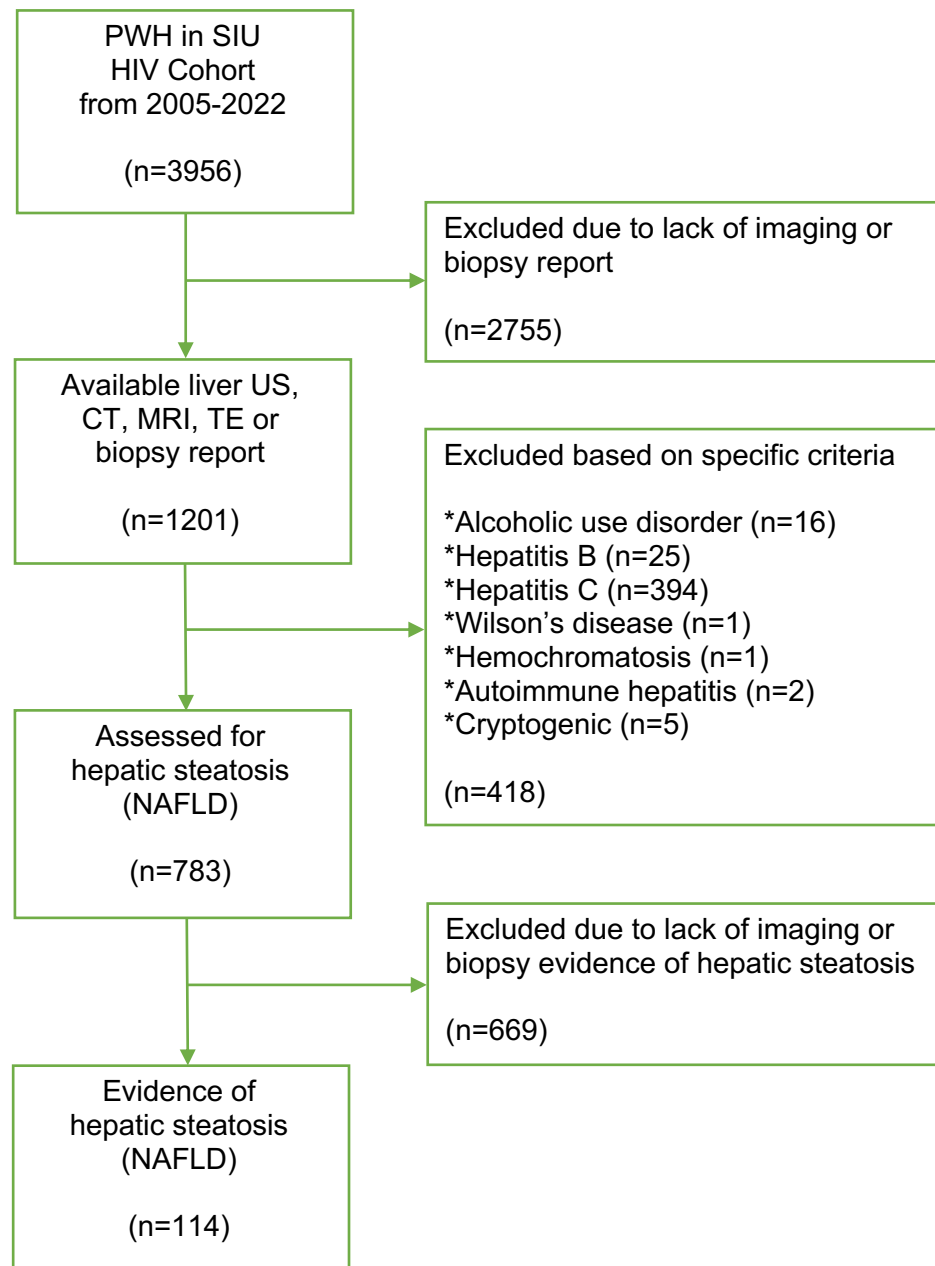 PWH in SIU
HIV Cohort
from 2005-2022
(n=3956)
Excluded due to lack of imaging or
biopsy report
(n=2755)
Available liver US,
CT, MRI, TE or
biopsy report
(n=1201)
Excluded based on specific criteria
*Alcoholic use disorder (n=16)
*Hepatitis B (n=25)
*Hepatitis C (n=394)
*Wilson’s disease (n=1)
*Hemochromatosis (n=1)
*Autoimmune hepatitis (n=2)
*Cryptogenic (n=5)
(n=418)
Assessed for
hepatic steatosis
(NAFLD)
(n=783)
Excluded due to lack of imaging or
biopsy evidence of hepatic steatosis
(n=669)
Evidence of
hepatic steatosis
(NAFLD)
(n=114)